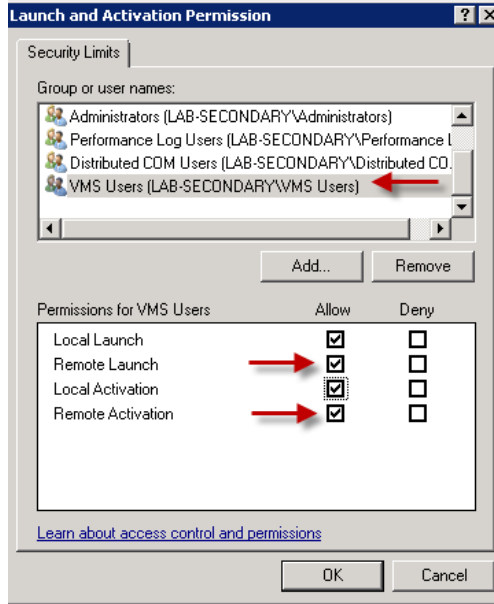 Launch and Activation Permission
Security Limits
Group or user names:
Administrators (LAB-SECONDARY\Administrators)
Performance Log Users (LAB-SECONDARY\Performance L
Distributed COM Users (LAB-SECONDARY\Distributed CO.
VMS Users (LAB-SECONDARY\VMS Users)
Add... Remove
Permissions for VMS Users Allow Deny
Local Launch
Remote Launch
Local Activation
Remote Activation
Learn about access control and permissions
OK Cancel